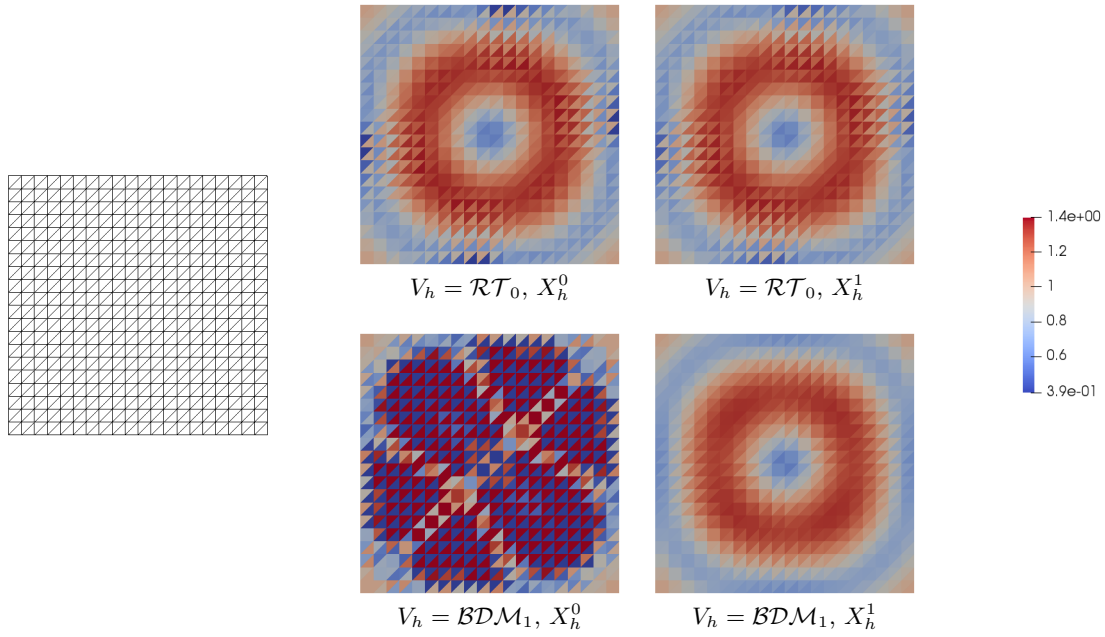 $V_h = \mathcal{RT}_0,\, X_h^0$
$V_h = \mathcal{RT}_0,\, X_h^1$
1.4e+00
1.2
1
0.8
0.6
3.9e-01
$V_h = \mathcal{BDM}_1,\, X_h^0$
$V_h = \mathcal{BDM}_1,\, X_h^1$